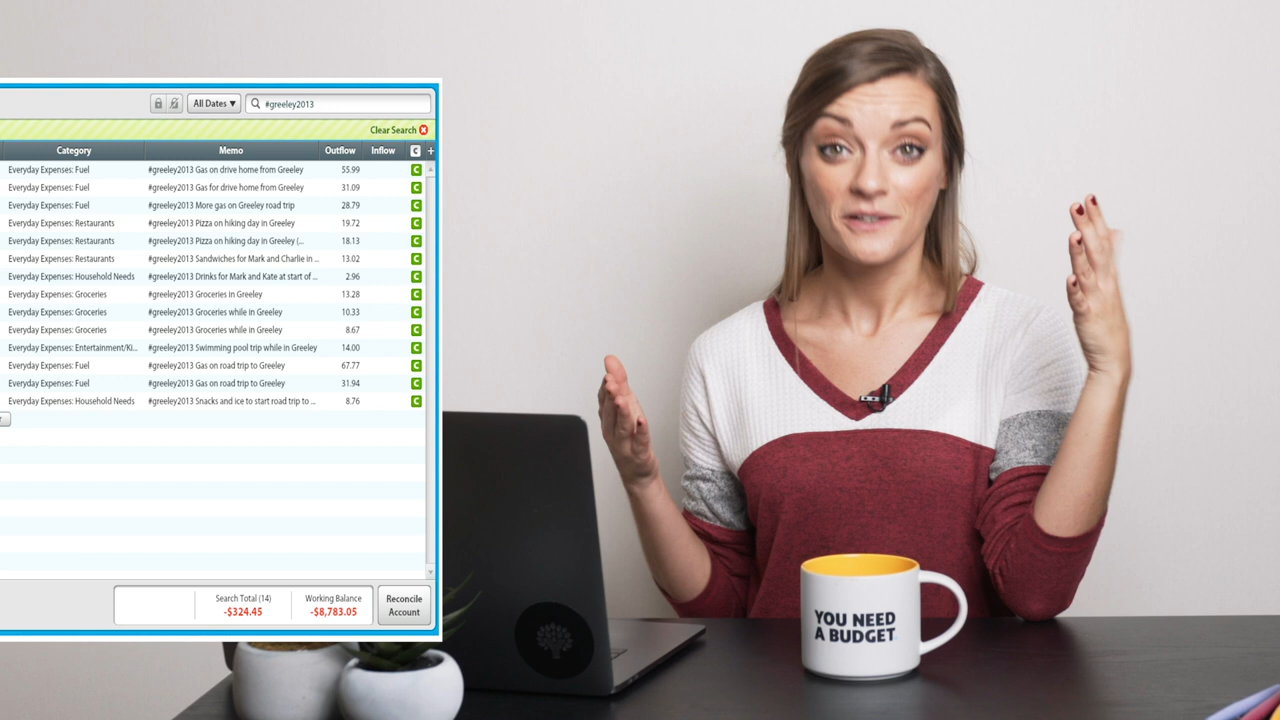 All Dates ▼ #greeley2013
Clear Search
Category Memo Outflow Inflow C +
Everyday Expenses: Fuel #greeley2013 Gas on drive home from Greeley 55.99 C
Everyday Expenses: Fuel #greeley2013 Gas for drive home from Greeley 31.09 C
Everyday Expenses: Fuel #greeley2013 More gas on Greeley road trip 28.79 C
Everyday Expenses: Restaurants #greeley2013 Pizza on hiking day in Greeley 19.72 C
Everyday Expenses: Restaurants #greeley2013 Pizza on hiking day in Greeley (... 18.13 C
Everyday Expenses: Restaurants #greeley2013 Sandwiches for Mark and Charlie in ... 13.02 C
Everyday Expenses: Household Needs #greeley2013 Drinks for Mark and Kate at start of ... 2.96 C
Everyday Expenses: Groceries #greeley2013 Groceries in Greeley 13.28 C
Everyday Expenses: Groceries #greeley2013 Groceries while in Greeley 10.33 C
Everyday Expenses: Groceries #greeley2013 Groceries while in Greeley 8.67 C
Everyday Expenses: Entertainment/Ki... #greeley2013 Swimming pool trip while in Greeley 14.00 C
Everyday Expenses: Fuel #greeley2013 Gas on road trip to Greeley 67.77 C
Everyday Expenses: Fuel #greeley2013 Gas on road trip to Greeley 31.94 C
Everyday Expenses: Household Needs #greeley2013 Snacks and ice to start road trip to ... 8.76 C
Search Total (14) Working Balance Reconcile
-$324.45 -$8,783.05 Account
YOU NEED
A BUDGET